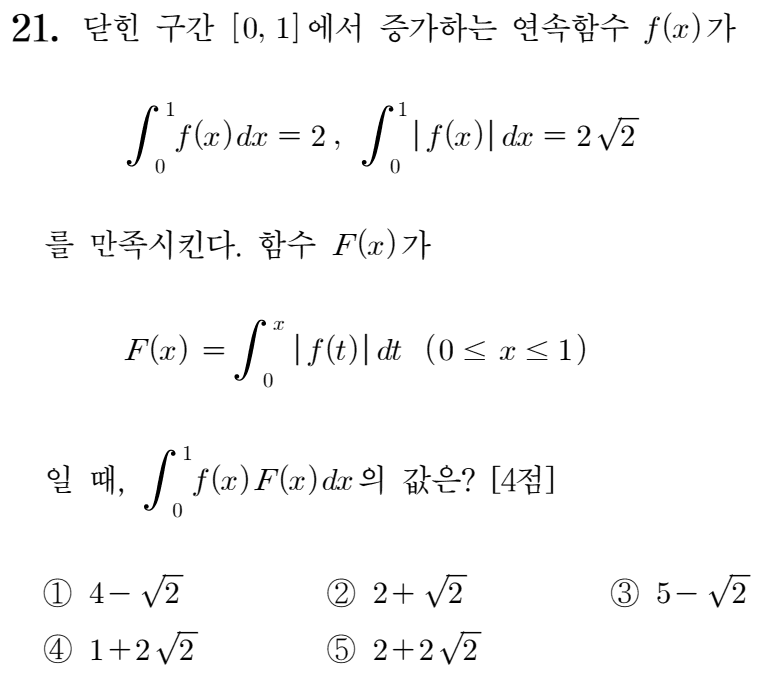 21. 닫힌 구간 [0, 1]에서 증가하는 연속함수 f(x)가
∫₀¹ f(x)dx = 2, ∫₀¹ |f(x)|dx = 2√2
를 만족시킨다. 함수 F(x)가
F(x) = ∫₀ˣ |f(t)|dt (0 ≤ x ≤ 1)
일 때, ∫₀¹ f(x)F(x)dx의 값은? [4점]
① 4-√2 ② 2+√2 ③ 5-√2
④ 1+2√2 ⑤ 2+2√2